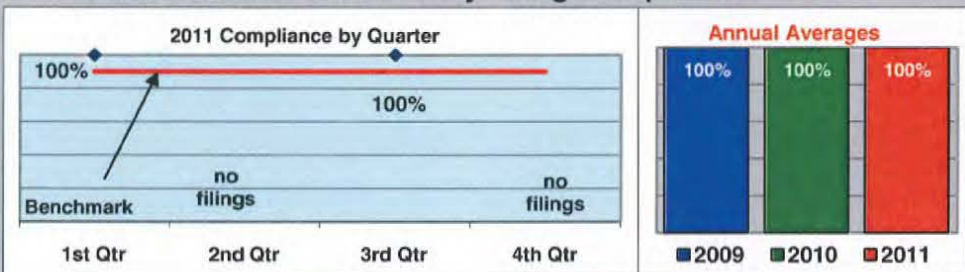 2011 Compliance by Quarter
100%
100%
no
filings
no
filings
Benchmark
1st Qtr 2nd Qtr 3rd Qtr 4th Qtr
Annual Averages
100% 100% 100%
2009 2010 2011